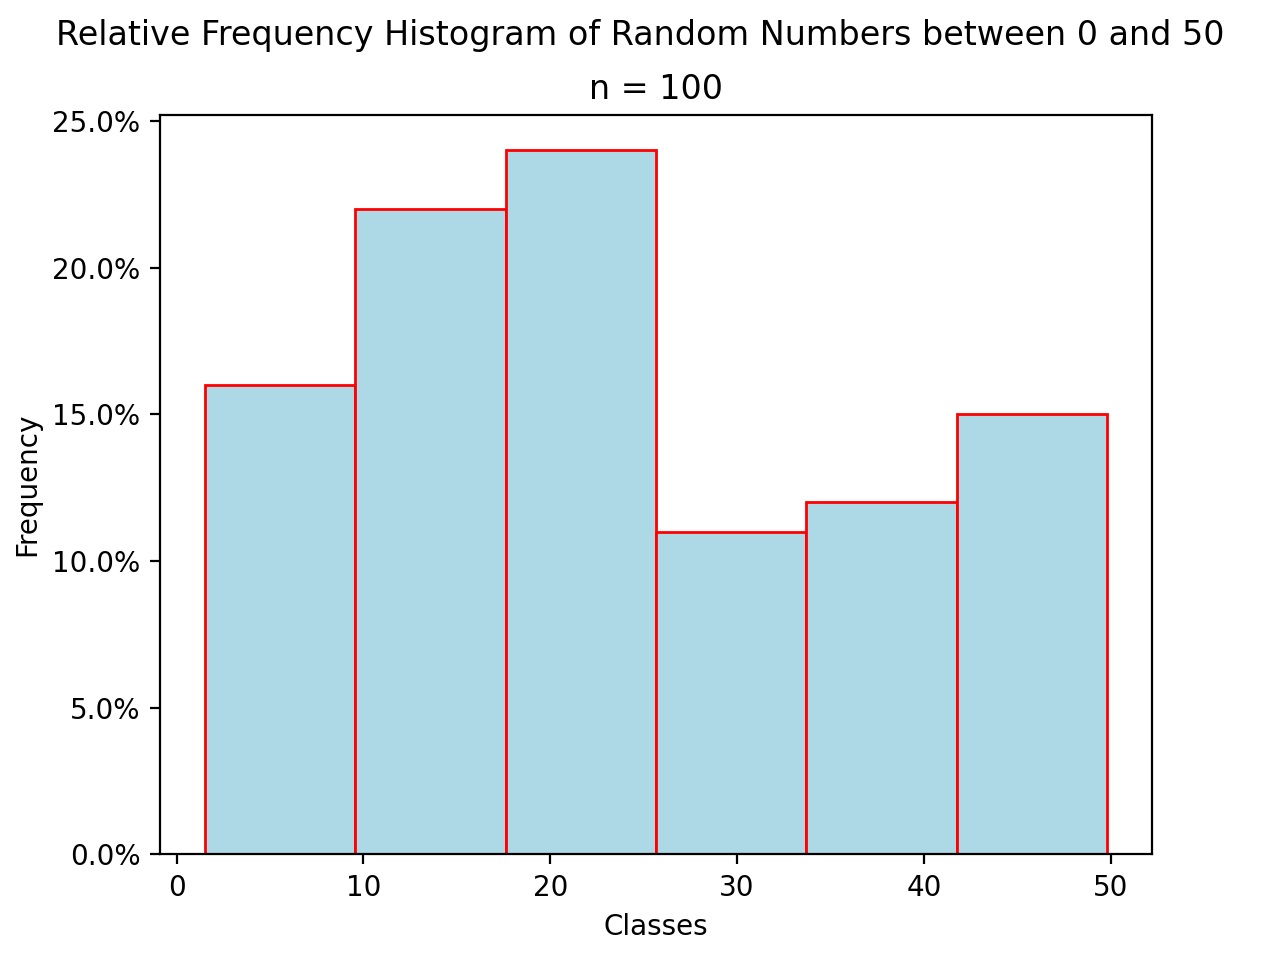 Relative Frequency Histogram of Random Numbers between 0 and 50
n = 100
25.0%
20.0%
15.0%
10.0%
5.0%
0.0%
Frequency
0 10 20 30 40 50
Classes